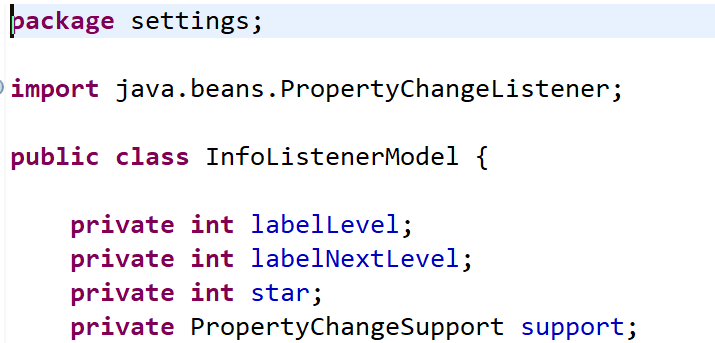 package settings;
import java.beans.PropertyChangeListener;
public class InfoListenerModel {
private int labelLevel;
private int labelNextLevel;
private int star;
private PropertyChangeSupport support;